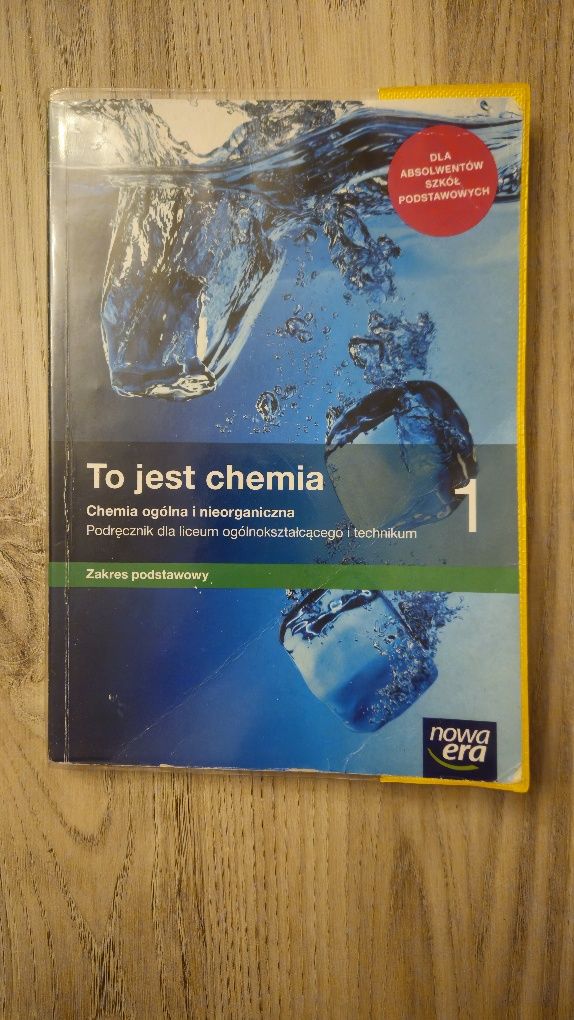 DLA
ABSOLWENTÓW
SZKÓŁ
PODSTAWOWYCH
To jest chemia
1
Chemia ogólna i nieorganiczna
Podręcznik dla liceum ogólnokształcącego i technikum
Zakres podstawowy
nowa
era